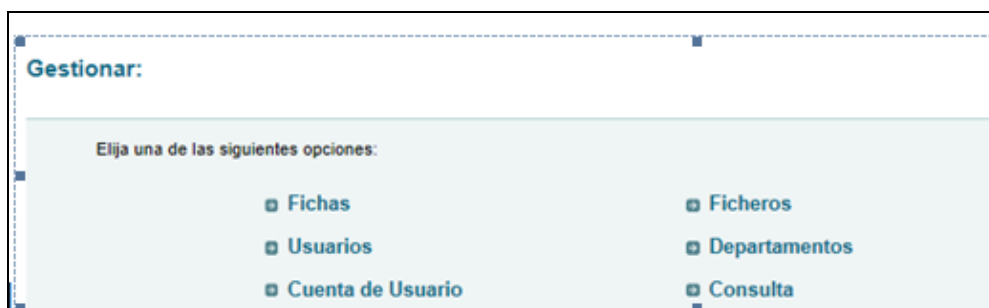 Gestionar:
Elija una de las siguientes opciones:
Fichas
Ficheros
Usuarios
Departamentos
Cuenta de Usuario
Consulta